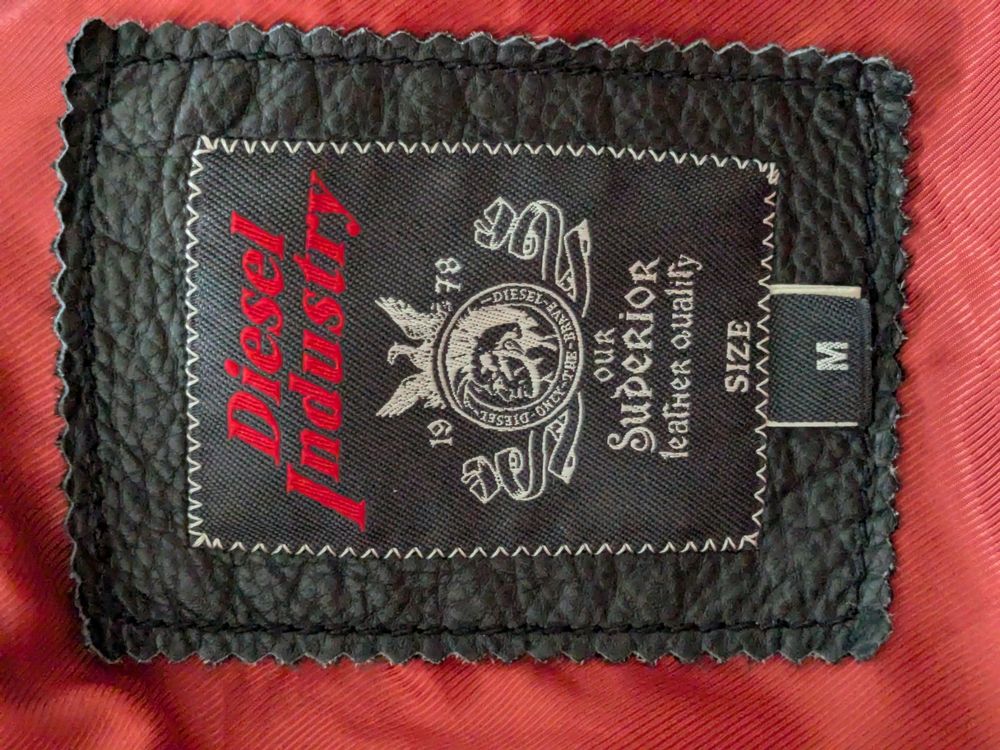 Diesel
Industry
19 78
DIESEL · ONLY · THE · BRAVE · DIESEL
OUR
SUPERIOR
leather quality
SIZE
M